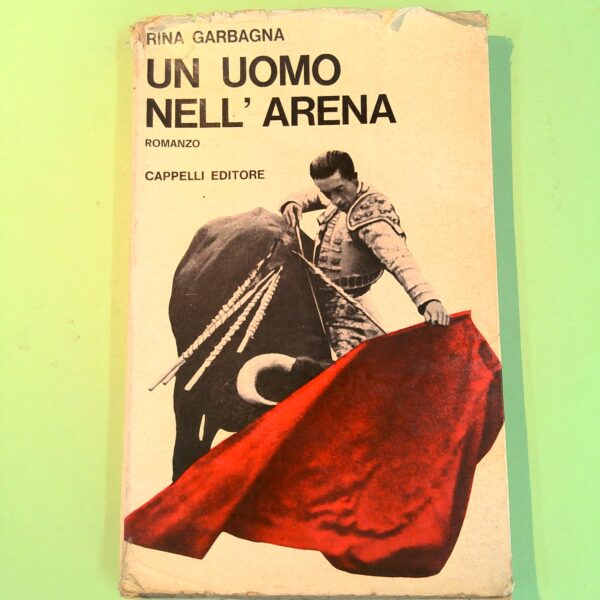 RINA GARBAGNA
UN UOMO
NELL' ARENA
ROMANZO
CAPPELLI EDITORE